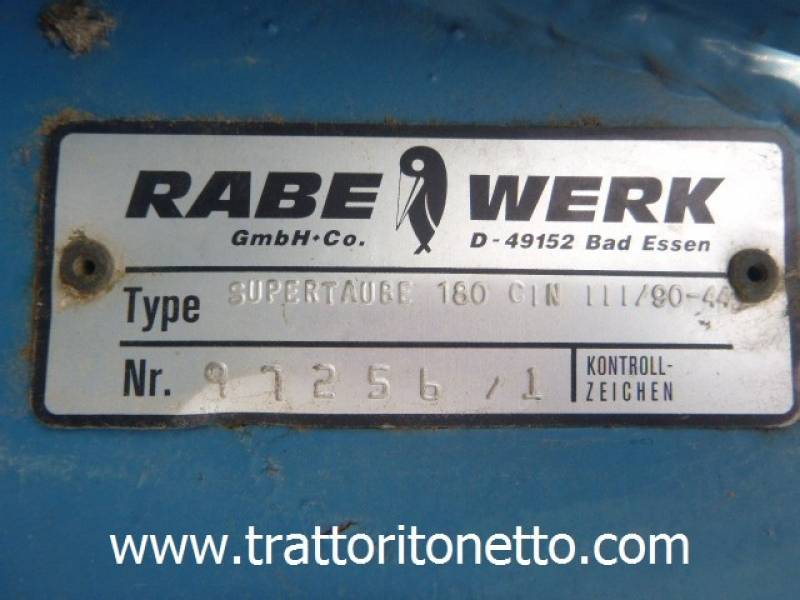 RABE WERK
GmbH+Co. D-49152 Bad Essen
Type SUPERTAUBE 180 CIN III/90-44
Nr. 97256/1 KONTROLL-
ZEICHEN
www.trattoritonetto.com